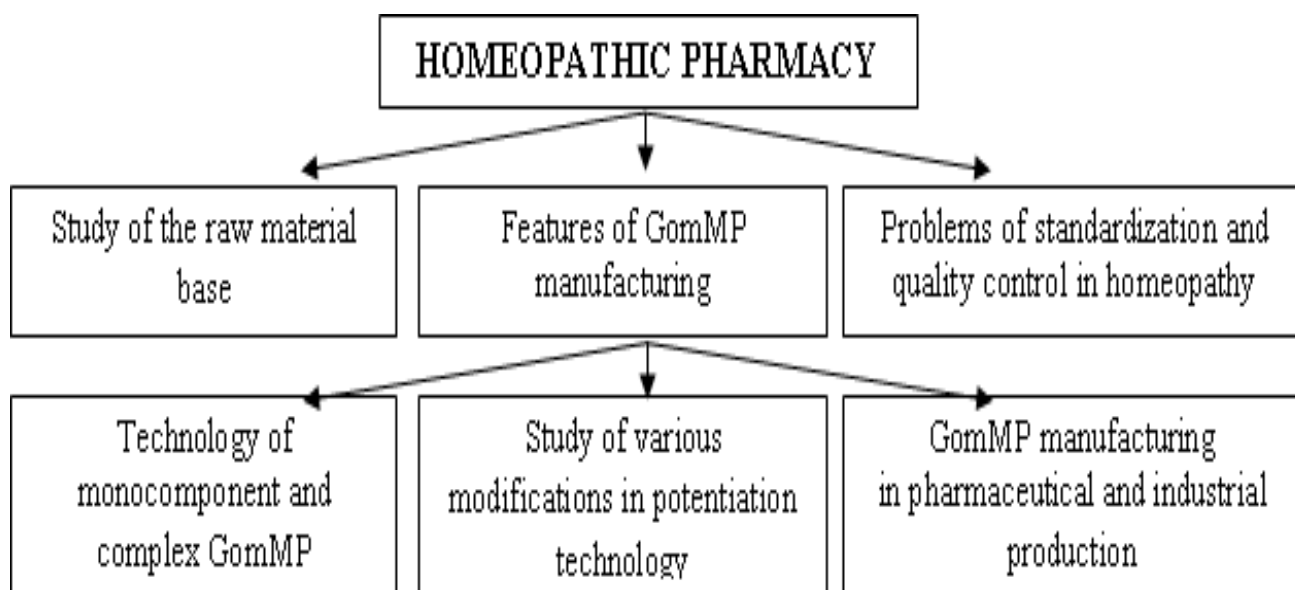 HOMEOPATHIC PHARMACY
Study of the raw material
base
Features of GomMP
manufacturing
Problems of standardization and
quality control in homeopathy
Technology of
monocomponent and
complex GomMP
Study of various
modifications in potentiation
technology
GomMP manufacturing
in pharmaceutical and industrial
production